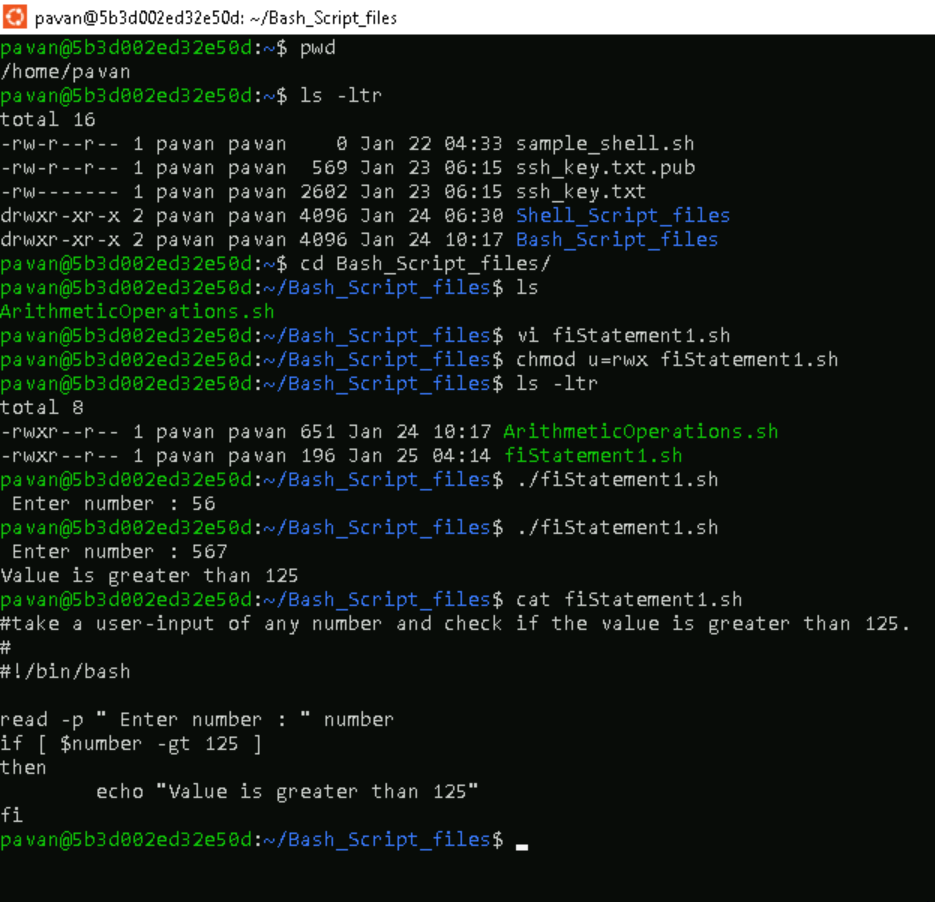 pavan@5b3d002ed32e50d: ~/Bash_Script_files
pavan@5b3d002ed32e50d:~$ pwd
/home/pavan
pavan@5b3d002ed32e50d:~$ ls -ltr
total 16
-rw-r--r-- 1 pavan pavan    0 Jan 22 04:33 sample_shell.sh
-rw-r--r-- 1 pavan pavan  569 Jan 23 06:15 ssh_key.txt.pub
-rw------- 1 pavan pavan 2602 Jan 23 06:15 ssh_key.txt
drwxr-xr-x 2 pavan pavan 4096 Jan 24 06:30 Shell_Script_files
drwxr-xr-x 2 pavan pavan 4096 Jan 24 10:17 Bash_Script_files
pavan@5b3d002ed32e50d:~$ cd Bash_Script_files/
pavan@5b3d002ed32e50d:~/Bash_Script_files$ ls
ArithmeticOperations.sh
pavan@5b3d002ed32e50d:~/Bash_Script_files$ vi fiStatement1.sh
pavan@5b3d002ed32e50d:~/Bash_Script_files$ chmod u=rwx fiStatement1.sh
pavan@5b3d002ed32e50d:~/Bash_Script_files$ ls -ltr
total 8
-rwxr--r-- 1 pavan pavan 651 Jan 24 10:17 ArithmeticOperations.sh
-rwxr--r-- 1 pavan pavan 196 Jan 25 04:14 fiStatement1.sh
pavan@5b3d002ed32e50d:~/Bash_Script_files$ ./fiStatement1.sh
 Enter number : 56
pavan@5b3d002ed32e50d:~/Bash_Script_files$ ./fiStatement1.sh
 Enter number : 567
Value is greater than 125
pavan@5b3d002ed32e50d:~/Bash_Script_files$ cat fiStatement1.sh
#take a user-input of any number and check if the value is greater than 125.
#
#!/bin/bash

read -p " Enter number : " number
if [ $number -gt 125 ]
then
        echo "Value is greater than 125"
fi
pavan@5b3d002ed32e50d:~/Bash_Script_files$